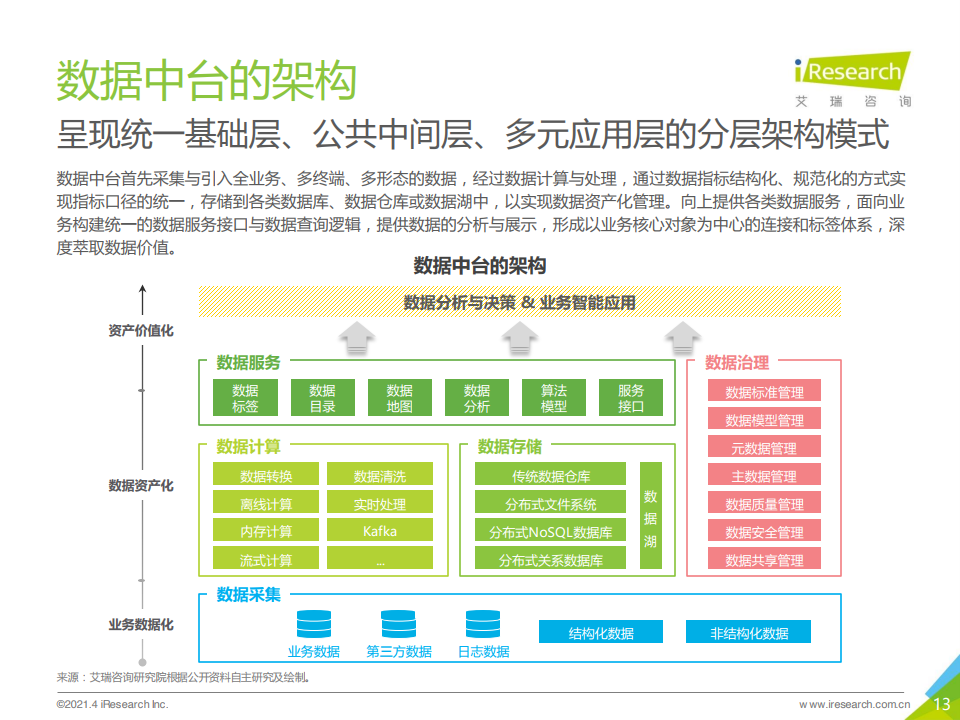 数据中台的架构
iResearch
艾瑞咨询
呈现统一基础层、公共中间层、多元应用层的分层架构模式
数据中台首先采集与引入全业务、多终端、多形态的数据，经过数据计算与处理，通过数据指标结构化、规范化的方式实
现指标口径的统一，存储到各类数据库、数据仓库或数据湖中，以实现数据资产化管理。向上提供各类数据服务，面向业
务构建统一的数据服务接口与数据查询逻辑，提供数据的分析与展示，形成以业务核心对象为中心的连接和标签体系，深
度萃取数据价值。
数据中台的架构
数据分析与决策 & 业务智能应用
资产价值化
数据服务
数据
标签
数据
目录
数据
地图
数据
分析
算法
模型
服务
接口
数据治理
数据标准管理
数据模型管理
元数据管理
主数据管理
数据质量管理
数据安全管理
数据共享管理
数据资产化
数据计算
数据转换
数据清洗
离线计算
实时处理
内存计算
Kafka
流式计算
...
数据存储
传统数据仓库
分布式文件系统
分布式NoSQL数据库
分布式关系数据库
数
据
湖
业务数据化
数据采集
业务数据
第三方数据
日志数据
结构化数据
非结构化数据
来源：艾瑞咨询研究院根据公开资料自主研究及绘制。
©2021.4 iResearch Inc.
www.iresearch.com.cn
13